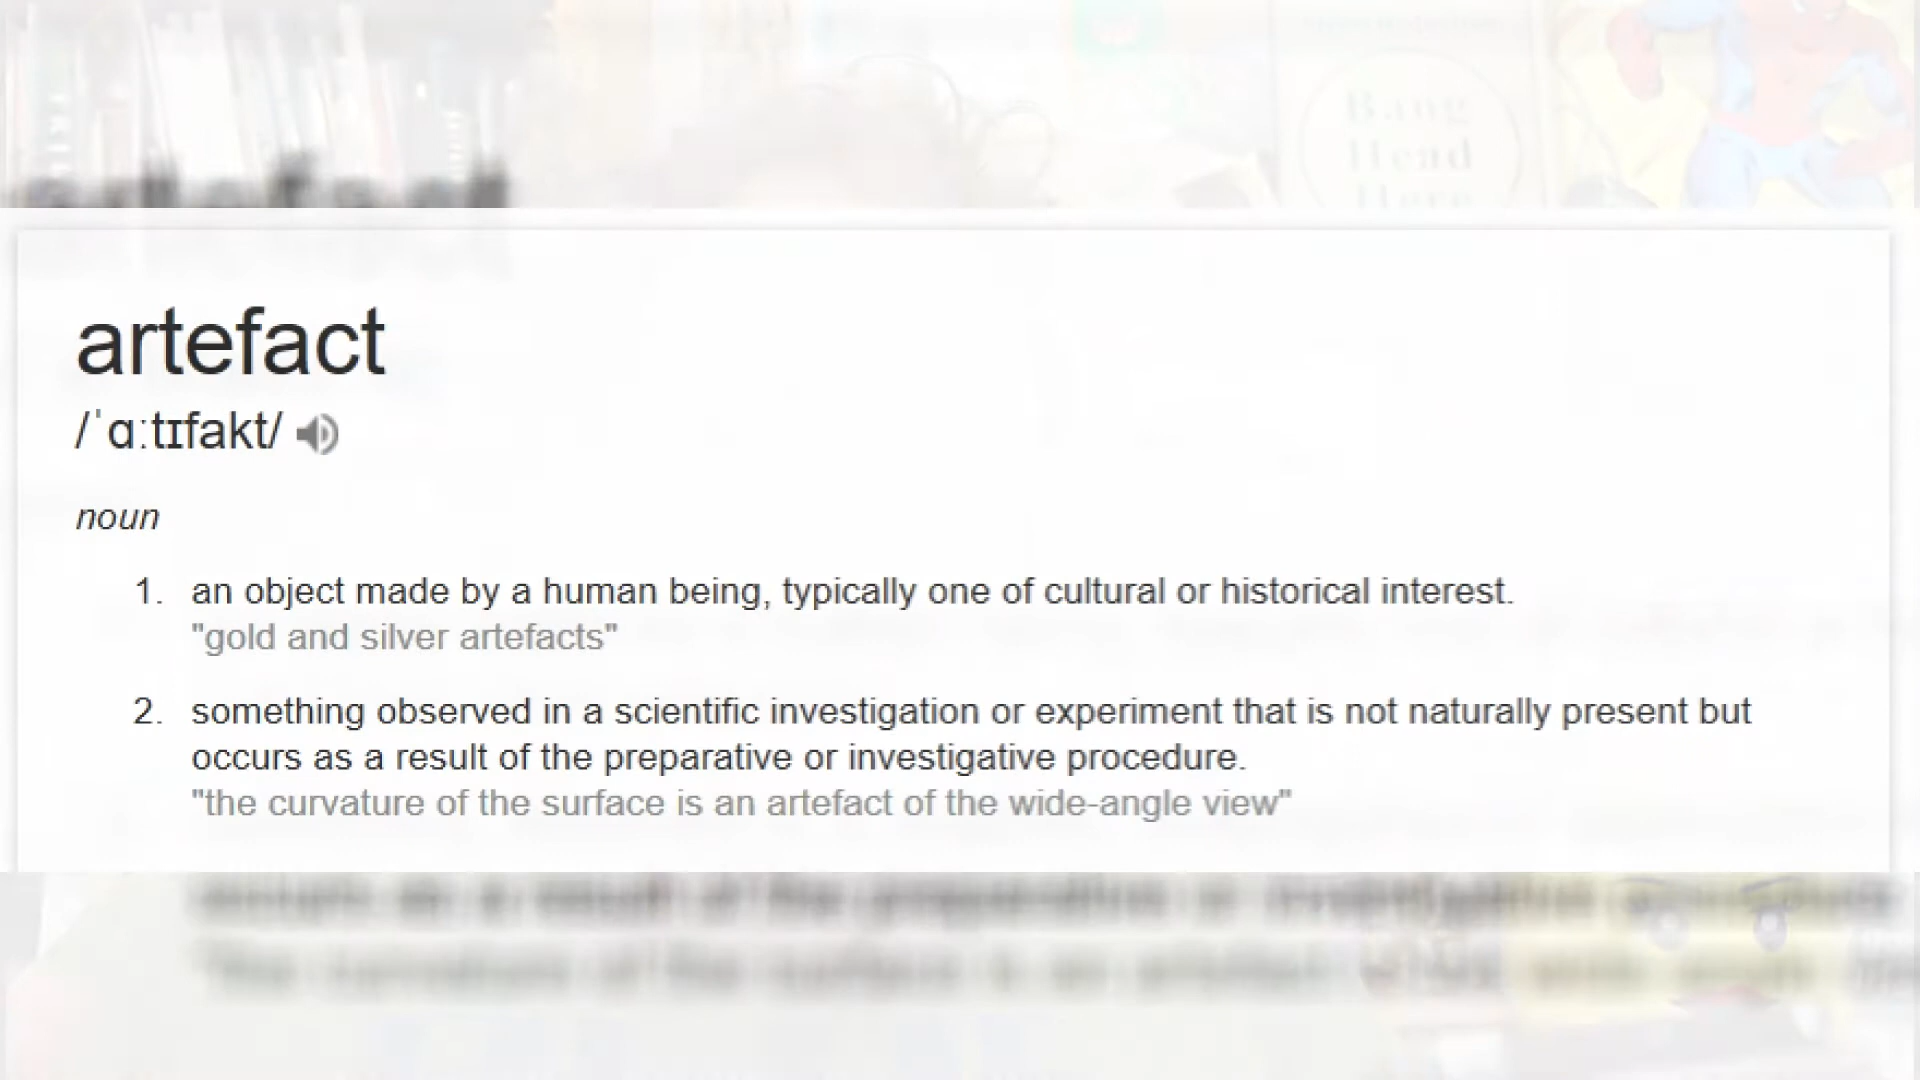 Bang
Head
Here
artefact
/ˈɑːtɪfakt/
noun
1. an object made by a human being, typically one of cultural or historical interest.
"gold and silver artefacts"
2. something observed in a scientific investigation or experiment that is not naturally present but
occurs as a result of the preparative or investigative procedure.
"the curvature of the surface is an artefact of the wide-angle view"